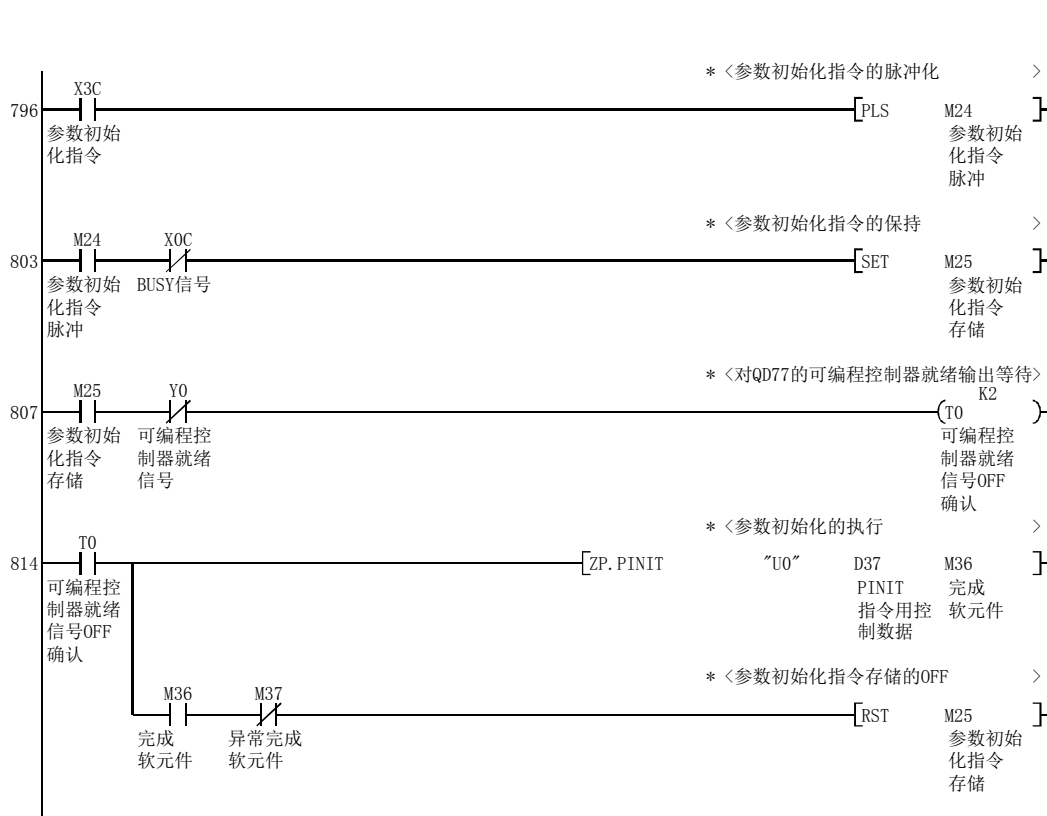 * <参数初始化指令的脉冲化 >
X3C
796 PLS M24
参数初始 参数初始
化指令 化指令
脉冲
* <参数初始化指令的保持 >
M24 X0C
803 SET M25
参数初始 BUSY信号 参数初始
化指令 化指令
脉冲 存储
* <对QD77的可编程控制器就绪输出等待>
M25 Y0 K2
807 T0
参数初始 可编程控 可编程控
化指令 制器就绪 制器就绪
存储 信号 信号OFF
确认
* <参数初始化的执行 >
T0
814 ZP.PINIT "U0" D37 M36
可编程控 PINIT 完成
制器就绪 指令用控 软元件
信号OFF 制数据
确认
* <参数初始化指令存储的OFF >
M36 M37
RST M25
完成 异常完成 参数初始
软元件 软元件 化指令
存储